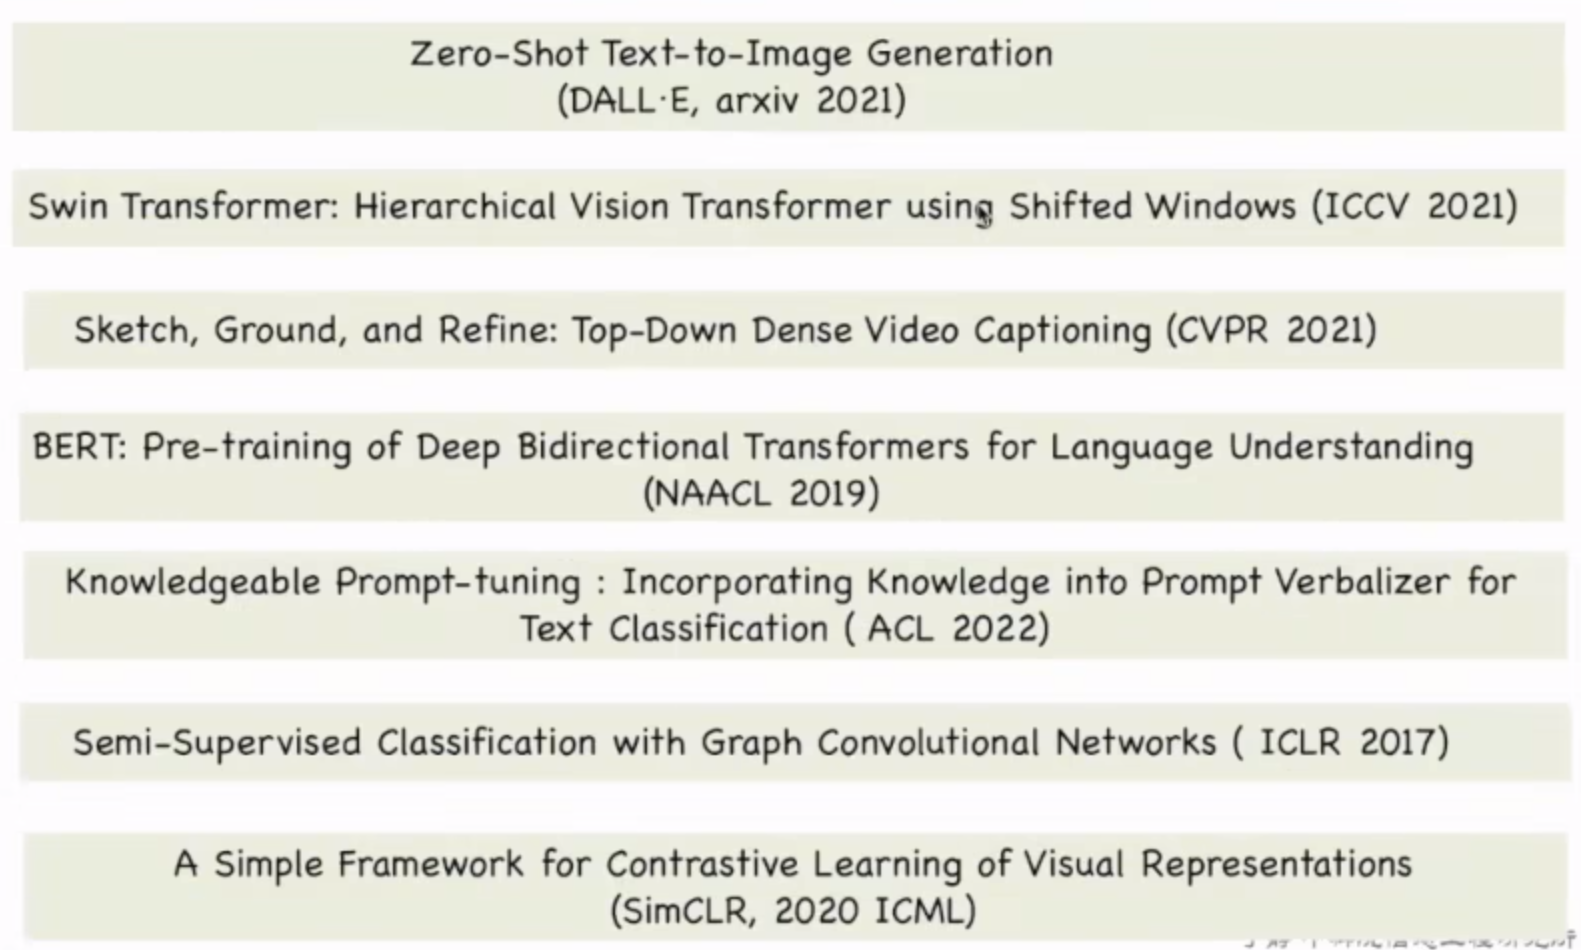 Zero-Shot Text-to-Image Generation
(DALL·E, arxiv 2021)
Swin Transformer: Hierarchical Vision Transformer using Shifted Windows (ICCV 2021)
Sketch, Ground, and Refine: Top-Down Dense Video Captioning (CVPR 2021)
BERT: Pre-training of Deep Bidirectional Transformers for Language Understanding
(NAACL 2019)
Knowledgeable Prompt-tuning : Incorporating Knowledge into Prompt Verbalizer for
Text Classification ( ACL 2022)
Semi-Supervised Classification with Graph Convolutional Networks ( ICLR 2017)
A Simple Framework for Contrastive Learning of Visual Representations
(SimCLR, 2020 ICML)